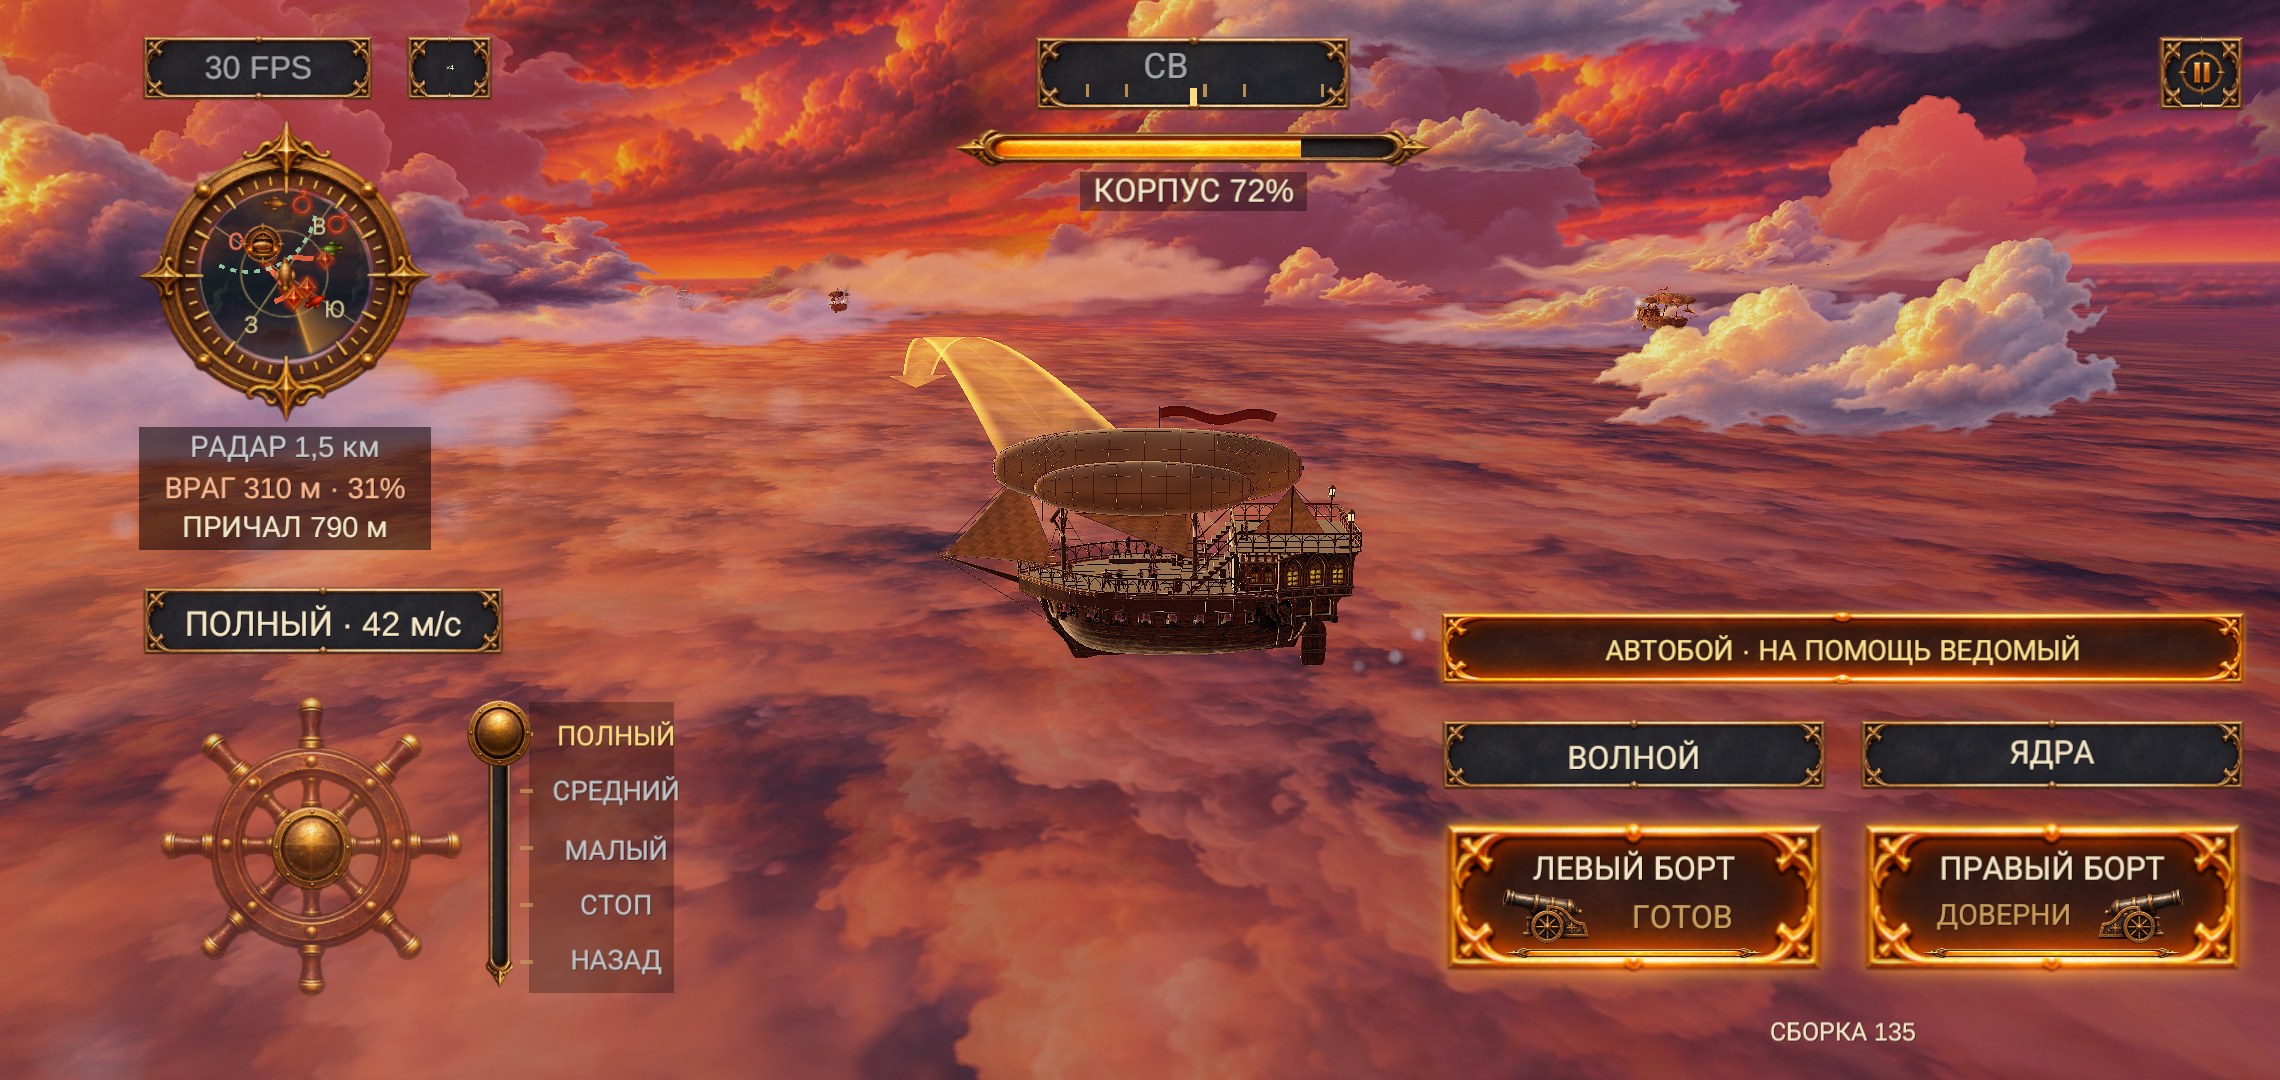 30 FPS
x4
СВ
КОРПУС 72%
С
В
З
Ю
РАДАР 1,5 км
ВРАГ 310 м · 31%
ПРИЧАЛ 790 м
ПОЛНЫЙ · 42 м/с
ПОЛНЫЙ
СРЕДНИЙ
МАЛЫЙ
СТОП
НАЗАД
АВТОБОЙ · НА ПОМОЩЬ ВЕДОМЫЙ
ВОЛНОЙ
ЯДРА
ЛЕВЫЙ БОРТ
ГОТОВ
ПРАВЫЙ БОРТ
ДОВЕРНИ
СБОРКА 135